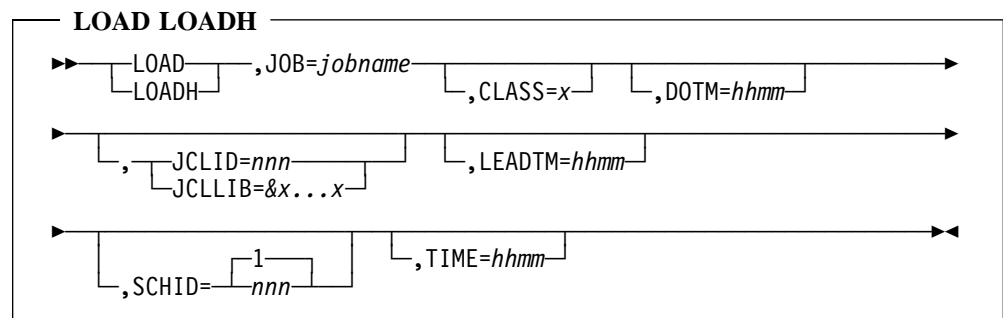 LOAD LOADH
LOAD ,JOB=jobname
LOADH ,CLASS=x ,DOTM=hhmm
, JCLID=nnn ,LEADTM=hhmm
JCLLIB=&x...x
1
,SCHID= nnn ,TIME=hhmm